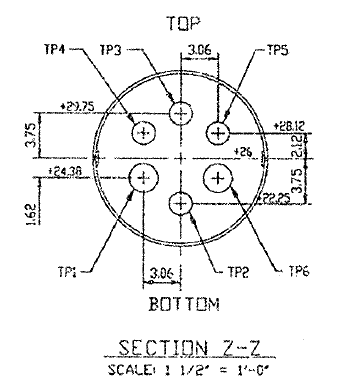 TOP
TP4
TP3
3.06
TP5
+29.75
+28.12
3.75
+26
2.12
+24.38
+22.25
3.75
1.62
TP1
3.06
TP2
TP6
BOTTOM
SECTION Z-Z
SCALE: 1 1/2" = 1'-0"